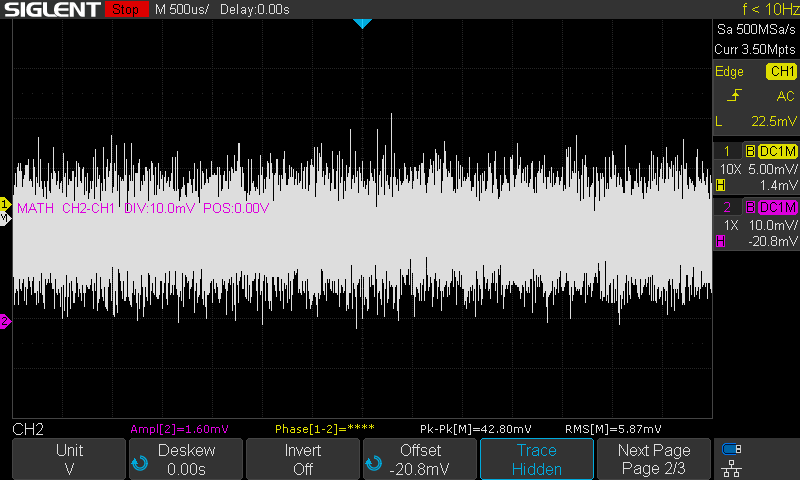 SIGLENT Stop M 500us/ Delay:0.00s f < 10Hz
Sa 500MSa/s
Curr 3.50Mpts
Edge CH1
AC
L 22.5mV
1 B DC1M
10X 5.00mV/
H 1.4mV
2 B DC1M
1X 10.0mV/
H -20.8mV
1
M
MATH CH2-CH1 DIV:10.0mV POS:0.00V
2
CH2 Ampl[2]=1.60mV Phase[1-2]=**** Pk-Pk[M]=42.80mV RMS[M]=5.87mV
Unit Deskew Invert Offset Trace Next Page
V 0.00s Off -20.8mV Hidden Page 2/3